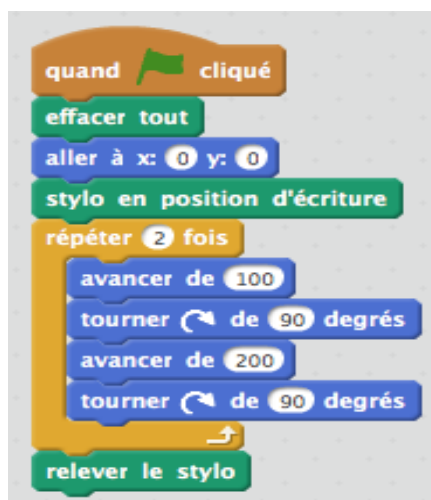 quand cliqué
effacer tout
aller à x: 0 y: 0
stylo en position d'écriture
répéter 2 fois
avancer de 100
tourner de 90 degrés
avancer de 200
tourner de 90 degrés
relever le stylo